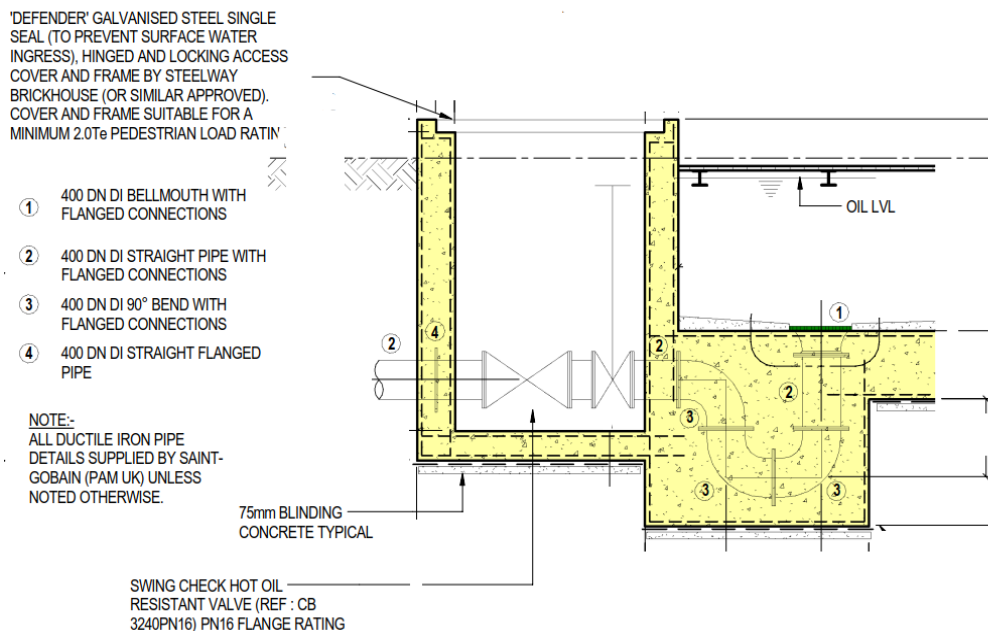 'DEFENDER' GALVANISED STEEL SINGLE
SEAL (TO PREVENT SURFACE WATER
INGRESS), HINGED AND LOCKING ACCESS
COVER AND FRAME BY STEELWAY
BRICKHOUSE (OR SIMILAR APPROVED).
COVER AND FRAME SUITABLE FOR A
MINIMUM 2.0Te PEDESTRIAN LOAD
1 400 DN DI BELLMOUTH WITH
FLANGED CONNECTIONS
2 400 DN DI STRAIGHT PIPE WITH
FLANGED CONNECTIONS
3 400 DN DI 90° BEND WITH
FLANGED CONNECTIONS
4 400 DN DI STRAIGHT FLANGED
PIPE
NOTE:-
ALL DUCTILE IRON PIPE
DETAILS SUPPLIED BY SAINT-
GOBAIN (PAM UK) UNLESS
NOTED OTHERWISE.
75mm BLINDING
CONCRETE TYPICAL
SWING CHECK HOT OIL
RESISTANT VALVE (REF : CB
3240PN16) PN16 FLANGE RATING
OIL LVL
1
2
4
2
2
3
3
3